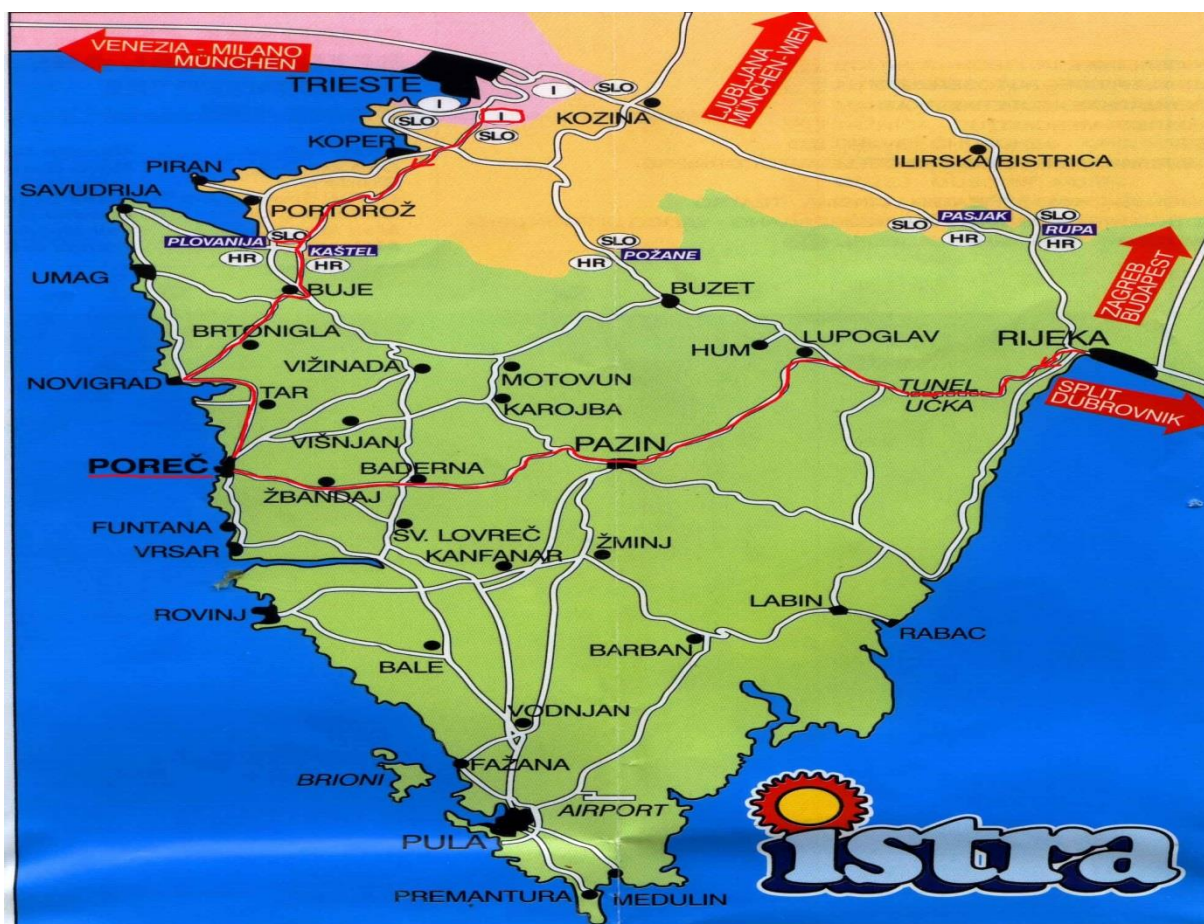 VENEZIA - MILANO
MÜNCHEN
LJUBLJANA
MÜNCHEN-WIEN
TRIESTE
I
I
I
SLO
SLO
SLO
KOZINA
KOPER
ILIRSKA BISTRICA
PIRAN
SAVUDRIJA
PORTOROŽ
SLO
PASJAK
SLO
HR
RUPA
HR
PLOVANIJA
SLO
KAŠTEL
HR
HR
SLO
HR
POŽANE
ZAGREB
BUDAPEST
UMAG
BUJE
BUZET
BRTONIGLA
HUM
LUPOGLAV
RIJEKA
VIŽINADA
MOTOVUN
NOVIGRAD
TAR
KAROJBA
TUNEL
UČKA
SPLIT
DUBROVNIK
VIŠNJAN
PAZIN
POREČ
BADERNA
ŽBANDAJ
FUNTANA
SV. LOVREČ
VRSAR
KANFANAR
ŽMINJ
ROVINJ
LABIN
RABAC
BALE
BARBAN
VODNJAN
FAŽANA
BRIONI
AIRPORT
PULA
istra
PREMANTURA
MEDULIN